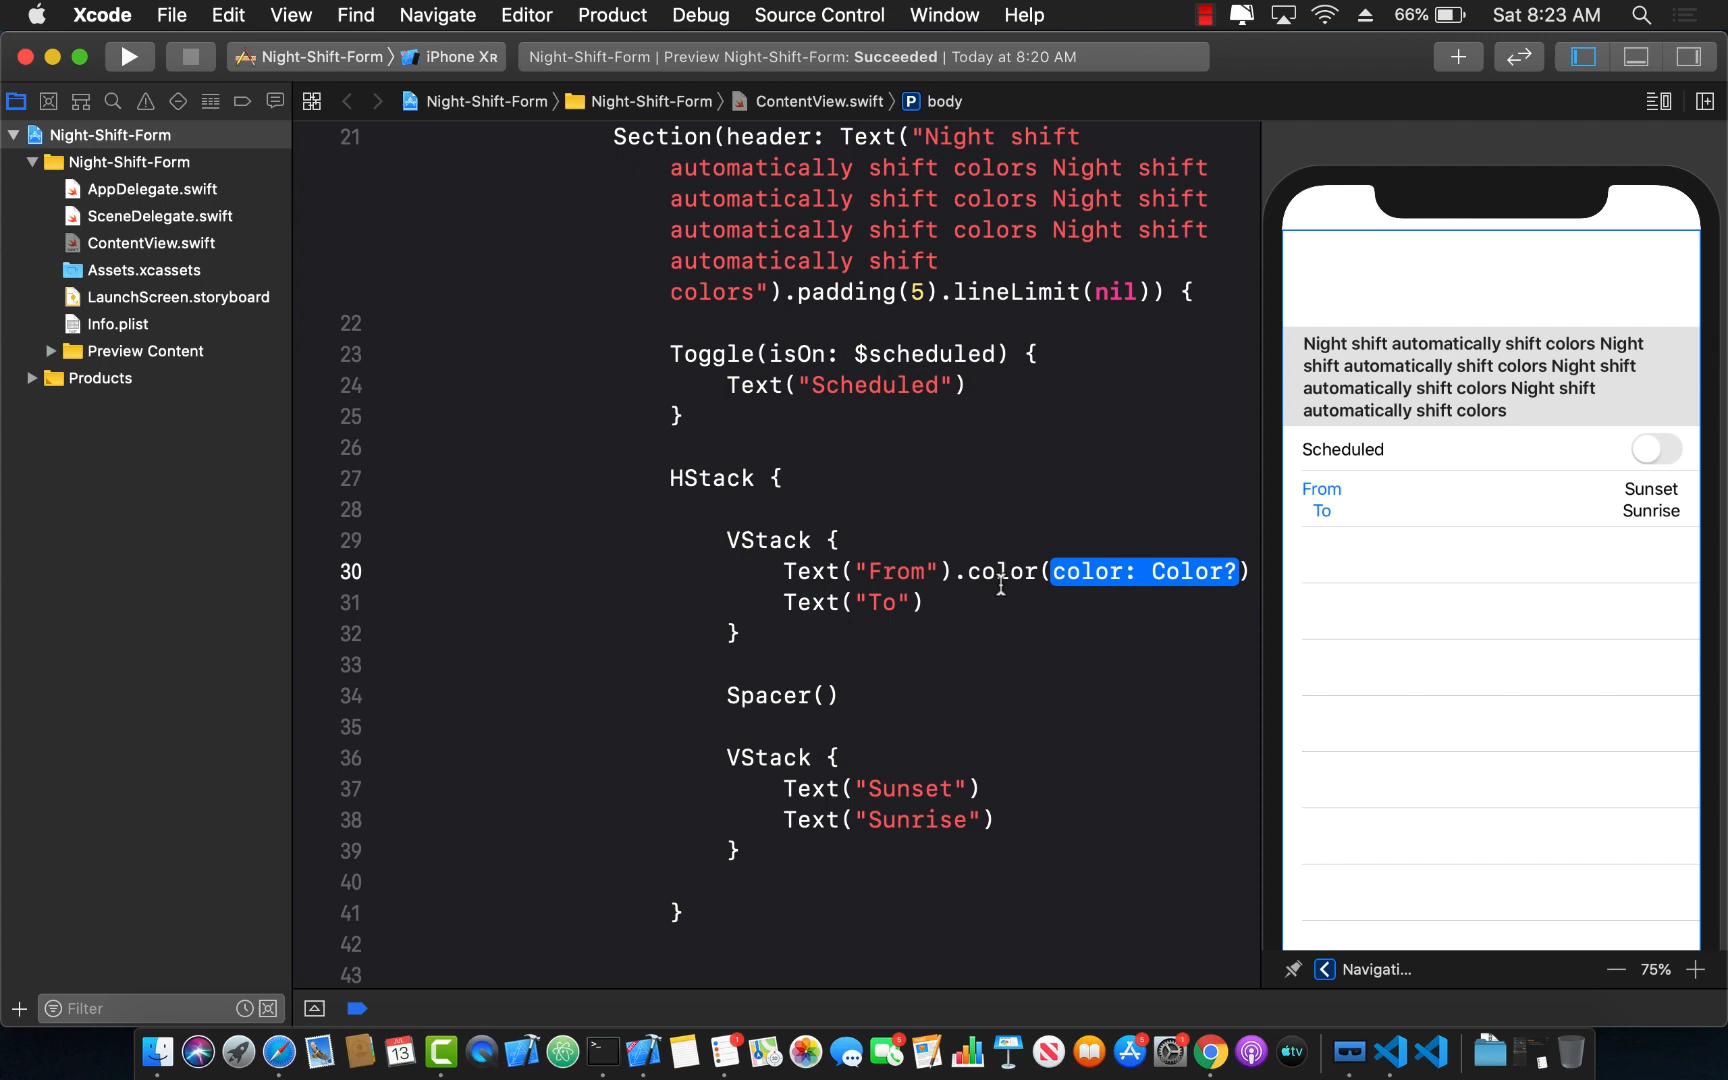 Xcode File Edit View Find Navigate Editor Product Debug Source Control Window Help 66% Sat 8:23 AM
Night-Shift-Form iPhone XR Night-Shift-Form | Preview Night-Shift-Form: Succeeded | Today at 8:20 AM
Night-Shift-Form Night-Shift-Form ContentView.swift P body
Night-Shift-Form
Night-Shift-Form
AppDelegate.swift
SceneDelegate.swift
ContentView.swift
Assets.xcassets
LaunchScreen.storyboard
Info.plist
Preview Content
Products
Filter
21 Section(header: Text("Night shift
automatically shift colors Night shift
automatically shift colors Night shift
automatically shift colors Night shift
automatically shift
colors").padding(5).lineLimit(nil)) {
22
23 Toggle(isOn: $scheduled) {
24 Text("Scheduled")
25 }
26
27 HStack {
28
29 VStack {
30 Text("From").color(color: Color?)
31 Text("To")
32 }
33
34 Spacer()
35
36 VStack {
37 Text("Sunset")
38 Text("Sunrise")
39 }
40
41 }
42
43
Night shift automatically shift colors Night
shift automatically shift colors Night shift
automatically shift colors Night shift
automatically shift colors
Scheduled
From Sunset
To Sunrise
Navigati... 75%
JUL
13 1 5 5 1
tv